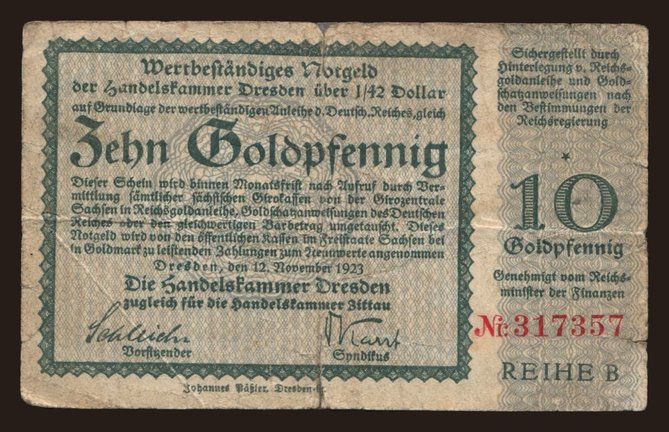 Wertbeständiges Notgeld
der Handelskammer Dresden über 1/42 Dollar
auf Grundlage der wertbeständigen Anleihe d. Deutsch. Reiches, gleich
Zehn Goldpfennig
Dieser Schein wird binnen Monatsfrist nach Aufruf durch Ver-
mittlung sämtlicher sächsischen Girokassen von der Girozentrale
Sachsen in Reichsgoldanleihe, Goldschatzanweisungen des Deutschen
Reiches oder den gleichwertigen Barbetrag umgetauscht. Dieses
Notgeld wird von den öffentlichen Kassen im Freistaate Sachsen bei
in Goldmark zu leistenden Zahlungen zum Nennwerte angenommen
Dresden, den 12. November 1923
Die Handelskammer Dresden
zugleich für die Handelskammer Zittau
Vorsitzender
Syndikus
Johannes Päßler, Dresden-
Sichergestellt durch
Hinterlegung v. Reichs-
goldanleihe und Gold-
schatzanweisungen nach
den Bestimmungen der
Reichsregierung
10
Goldpfennig
Genehmigt vom Reichs-
minister der Finanzen
Nr. 317357
REIHE B